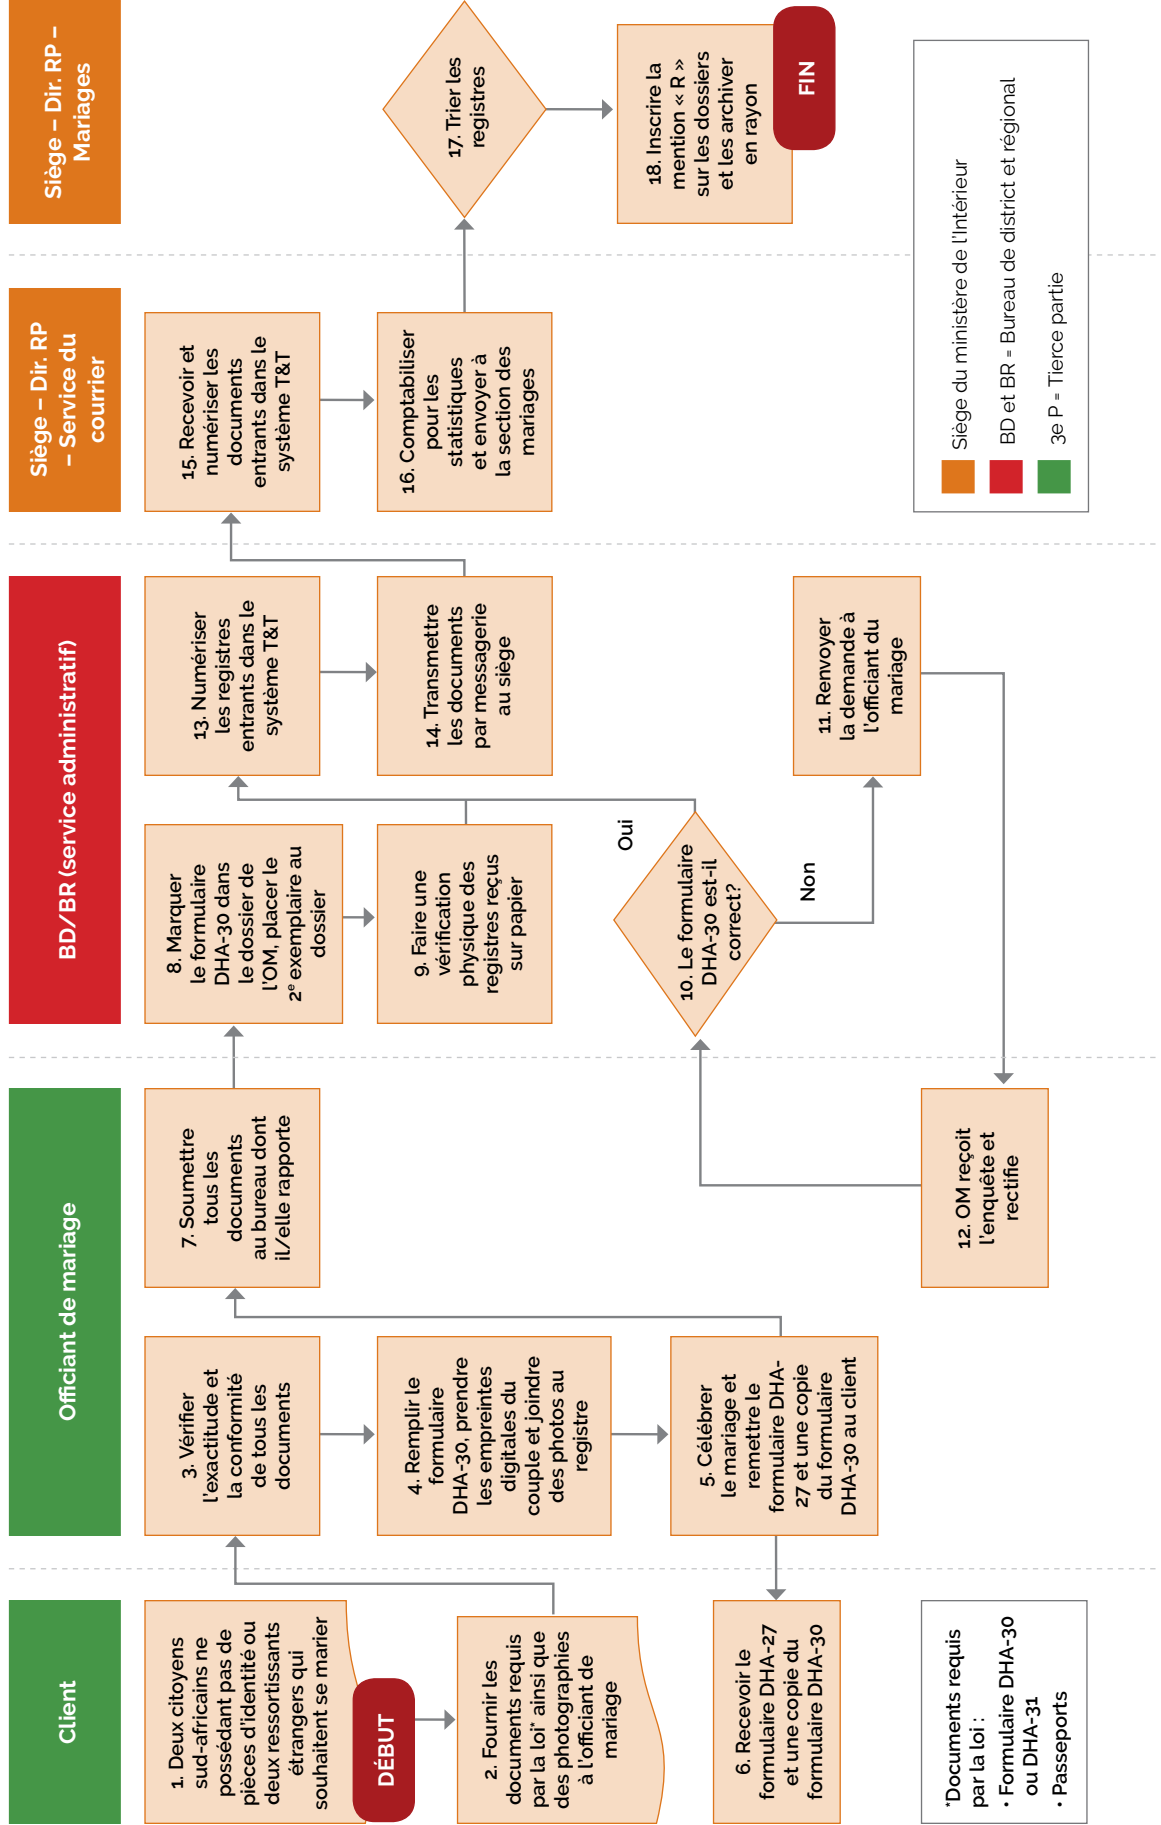 Client
1. Deux citoyens
sud-africains ne
possédant pas de
pièces d'identité ou
deux ressortissants
étrangers qui
souhaitent se marier
DÉBUT
2. Fournir les
documents requis
par la loi* ainsi que
des photographies
à l'officiant de
mariage
6. Recevoir le
formulaire DHA-27
et une copie du
formulaire DHA-30
*Documents requis
par la loi :
• Formulaire DHA-30
ou DHA-31
• Passeports
Officiant de mariage
3. Vérifier
l'exactitude et
la conformité
de tous les
documents
4. Remplir le
formulaire
DHA-30, prendre
les empreintes
digitales du
couple et joindre
des photos au
registre
5. Célébrer
le mariage et
remettre le
formulaire DHA-
27 et une copie
du formulaire
DHA-30 au client
7. Soumettre
tous les
documents
au bureau dont
il/elle rapporte
12. OM reçoit
l'enquête et
rectifie
BD/BR (service administratif)
8. Marquer
le formulaire
DHA-30 dans
le dossier de
l'OM, placer le
2e exemplaire au
dossier
9. Faire une
vérification
physique des
registres reçus
sur papier
10. Le formulaire
DHA-30 est-il
correct?
Oui
Non
13. Numériser
les registres
entrants dans le
système T&T
14. Transmettre
les documents
par messagerie
au siège
11. Renvoyer
la demande à
l'officiant du
mariage
Siège – Dir. RP
– Service du
courrier
15. Recevoir et
numériser les
documents
entrants dans le
système T&T
16. Comptabiliser
pour les
statistiques
et envoyer à
la section des
mariages
Siège – Dir. RP –
Mariages
17. Trier les
registres
18. Inscrire la
mention « R »
sur les dossiers
et les archiver
en rayon
FIN
Siège du ministère de l'Intérieur
BD et BR = Bureau de district et régional
3e P = Tierce partie